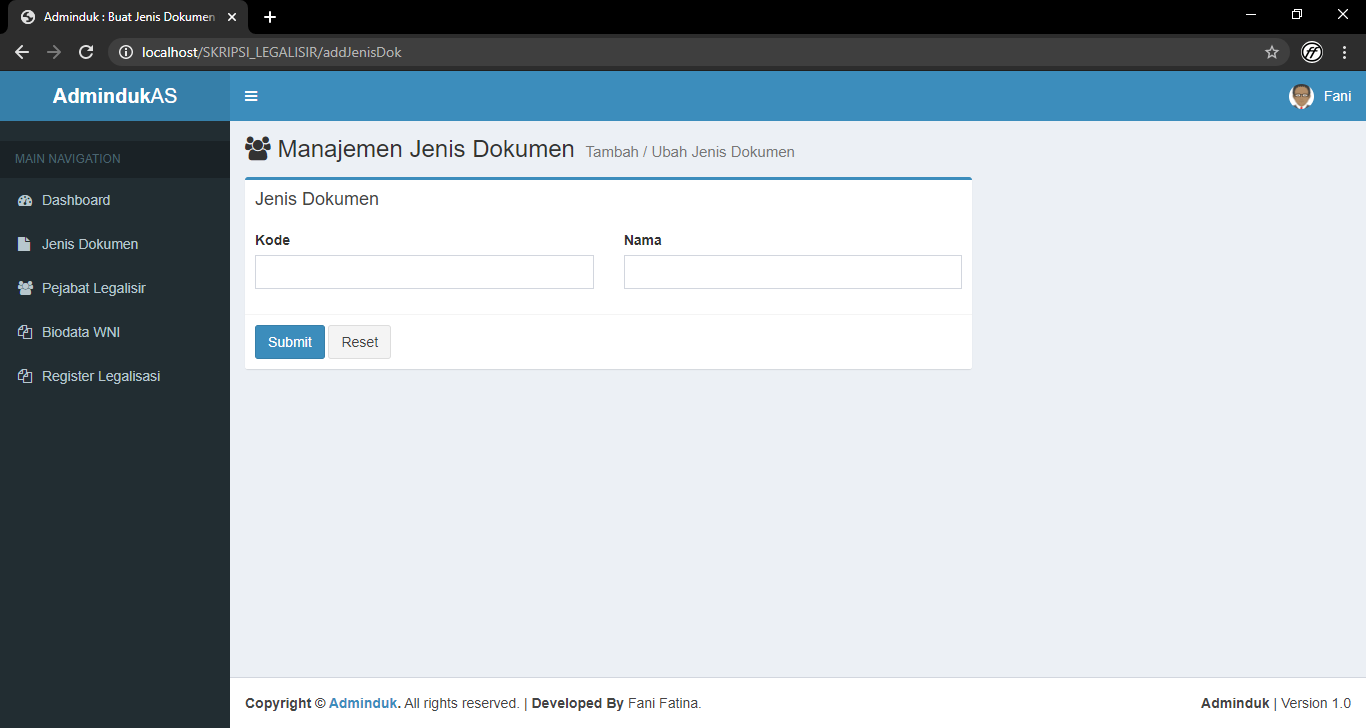 Adminduk : Buat Jenis Dokumen
localhost/SKRIPSI_LEGALISIR/addJenisDok
AdmindukAS
Fani
MAIN NAVIGATION
Dashboard
Jenis Dokumen
Pejabat Legalisir
Biodata WNI
Register Legalisasi
Manajemen Jenis Dokumen Tambah / Ubah Jenis Dokumen
Jenis Dokumen
Kode Nama
Submit Reset
Copyright © Adminduk. All rights reserved. | Developed By Fani Fatina.
Adminduk | Version 1.0